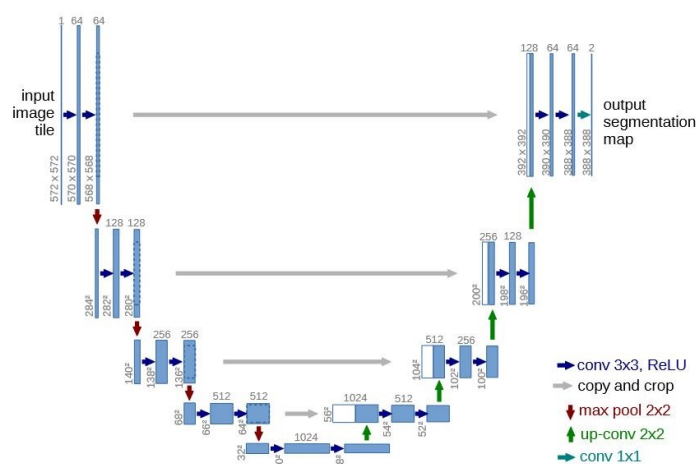 1 64 64
128 64 64 2
input
image
tile
output
segmentation
map
572 x 572
570 x 570
568 x 568
392 x 392
390 x 390
388 x 388
388 x 388
128 128
256 128
284²
282²
280²
200²
198²
196²
256 256
512 256
140²
138²
136²
104²
102²
100²
512 512
1024 512
68²
66²
64²
56²
54²
52²
1024
32²
0²
8²
conv 3x3, ReLU
copy and crop
max pool 2x2
up-conv 2x2
conv 1x1